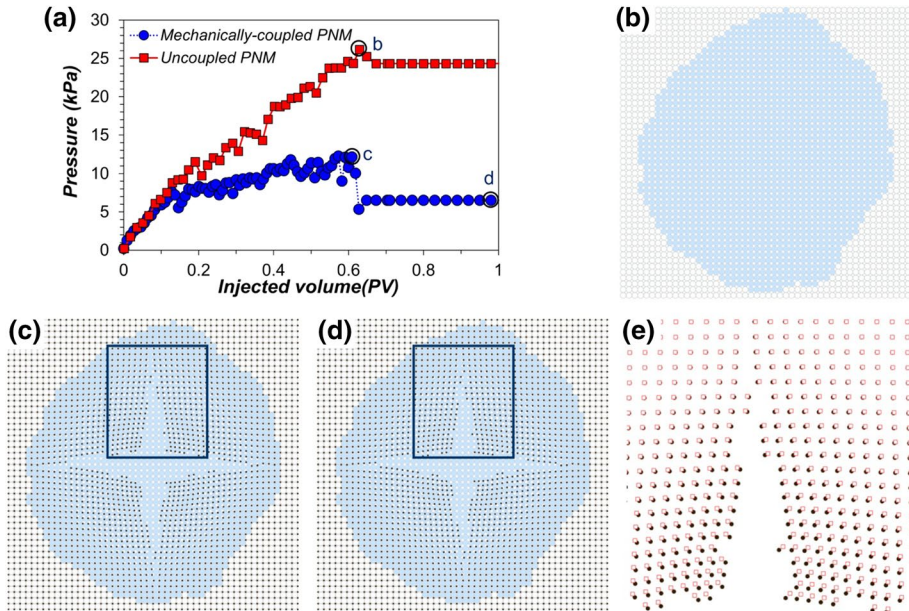 (a)
Mechanically-coupled PNM
Uncoupled PNM
Pressure (kPa)
30
25
20
15
10
5
0
b
c
d
0
0.2
0.4
0.6
0.8
1
Injected volume(PV)
(b)
(c)
(d)
(e)